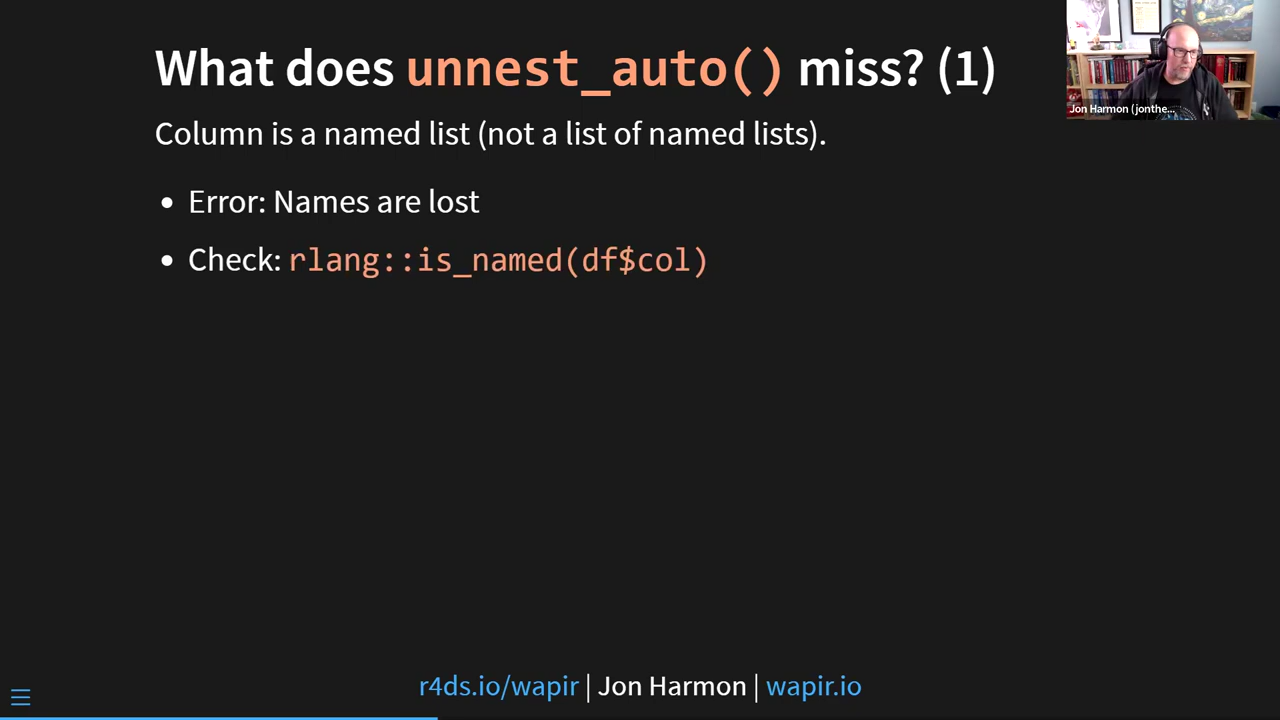 What does unnest_auto() miss? (1)
Jon Harmon (jonthe...
Column is a named list (not a list of named lists).
• Error: Names are lost
• Check: rlang::is_named(df$col)
r4ds.io/wapir | Jon Harmon | wapir.io